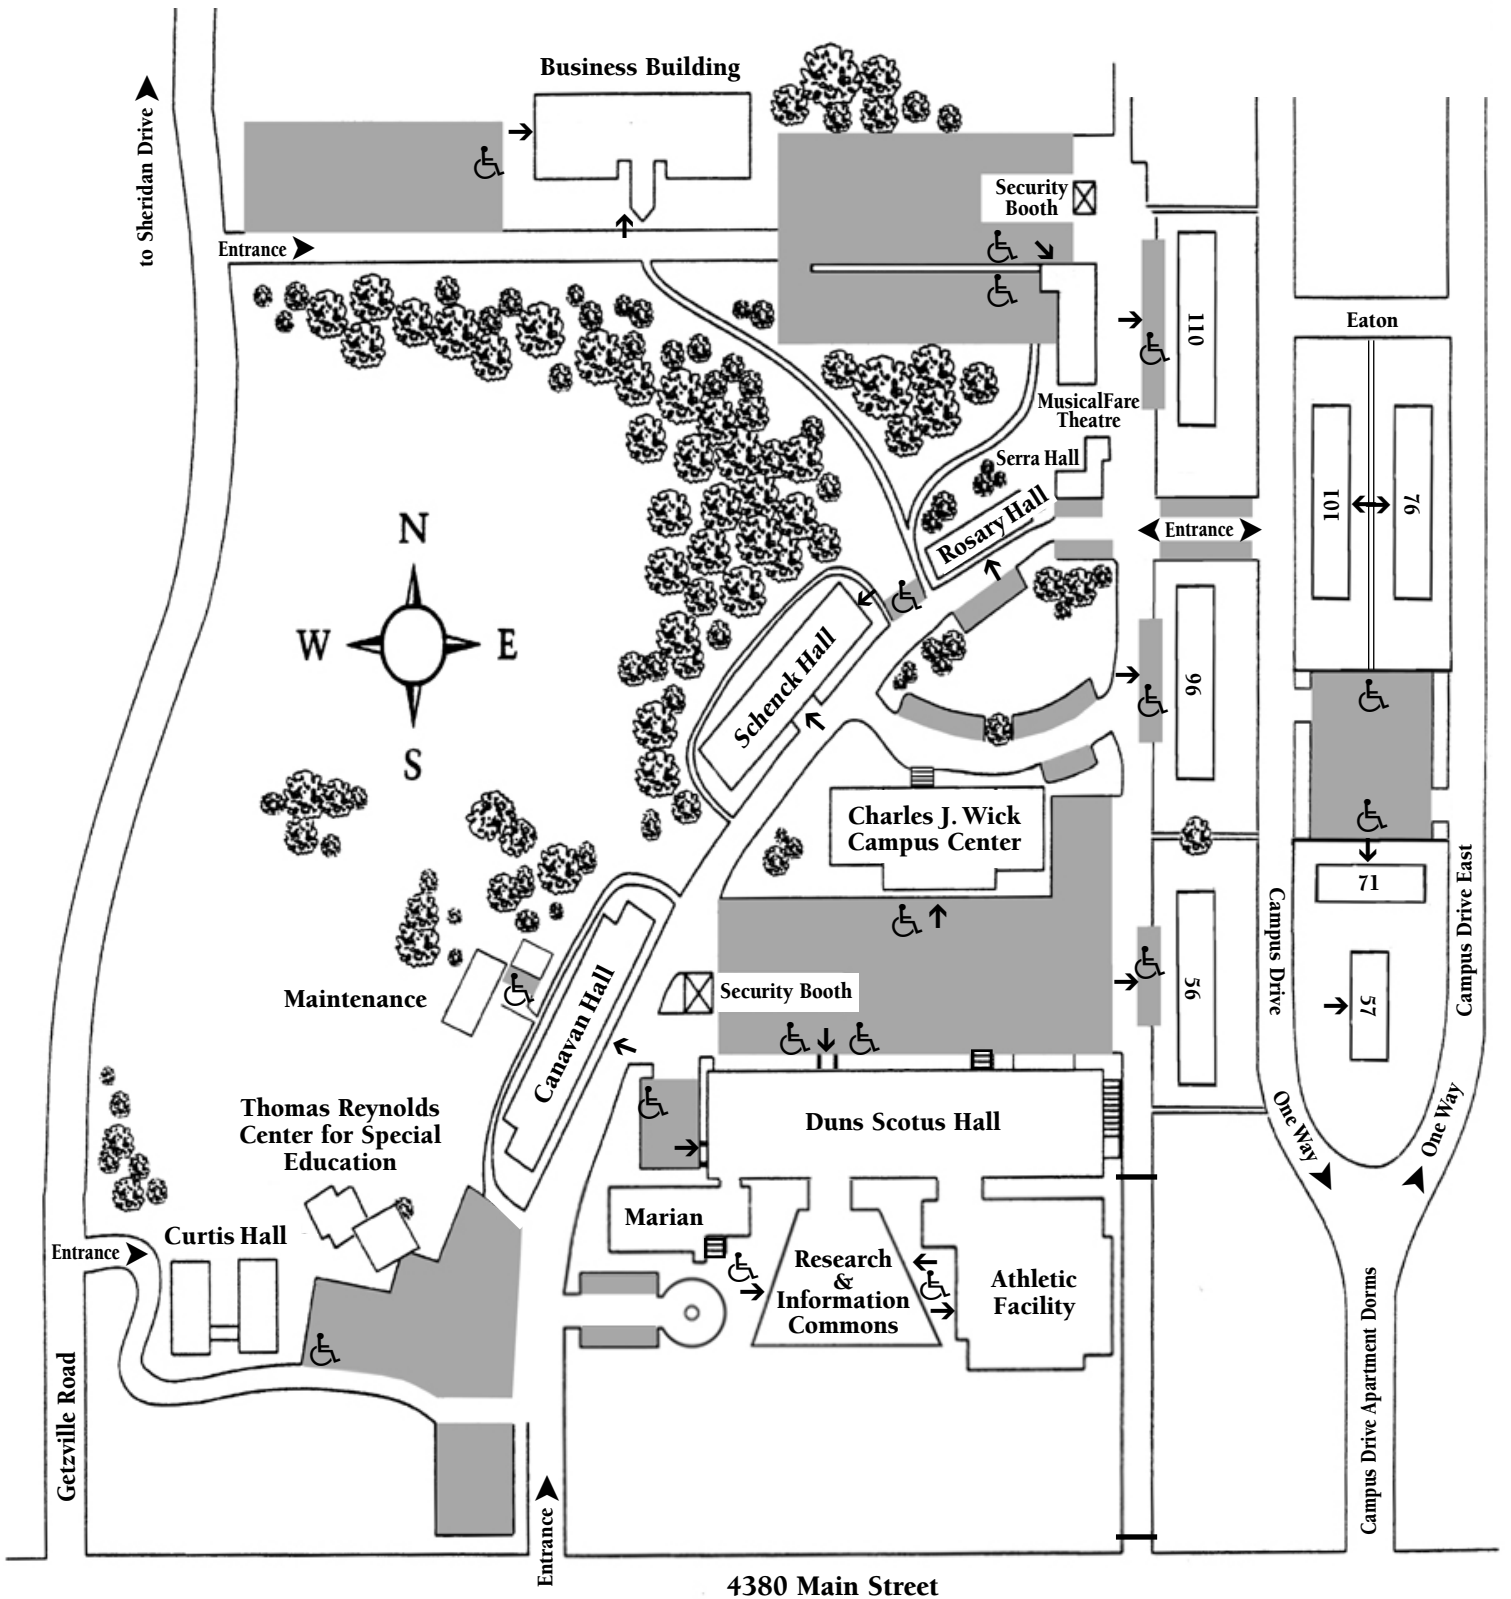 Business Building
to Sheridan Drive
Security
Booth
Entrance
110
Eaton
MusicalFare
Theatre
Serra Hall
101
76
Rosary Hall
Entrance
N
W
E
S
Schenck Hall
96
Charles J. Wick
Campus Center
71
Campus Drive
Campus Drive East
Maintenance
Canavan Hall
Security Booth
56
57
Thomas Reynolds
Center for Special
Education
Duns Scotus Hall
One Way
One Way
Marian
Curtis Hall
Entrance
Research
&
Information
Commons
Athletic
Facility
Getzville Road
Campus Drive Apartment Dorms
Entrance
4380 Main Street